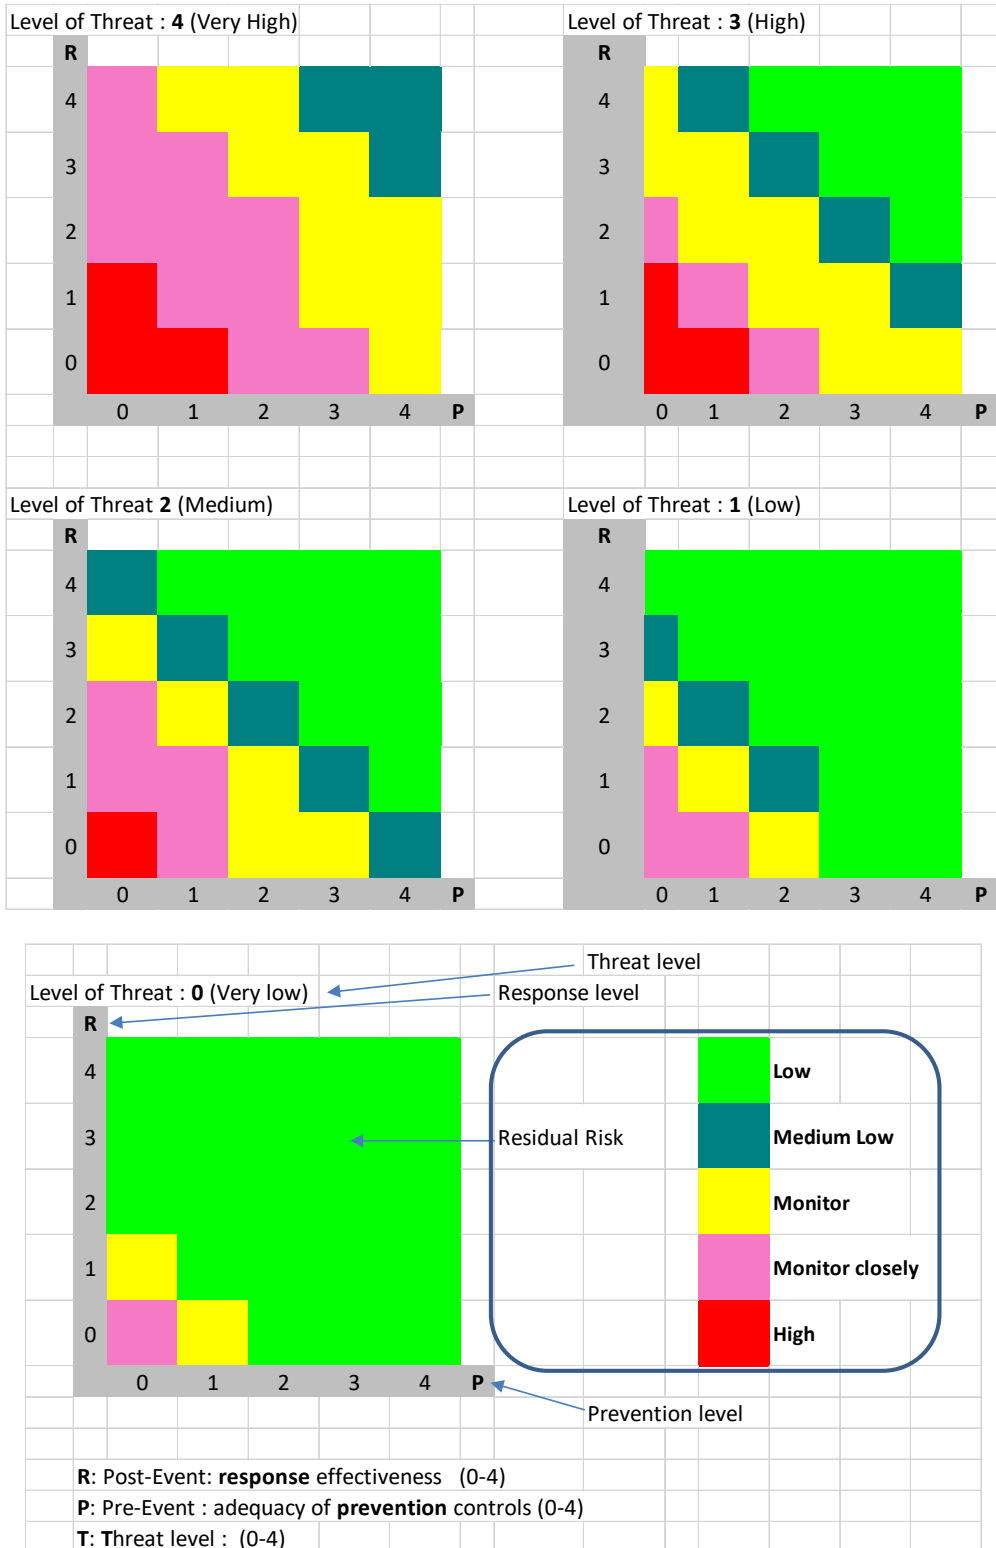 Level of Threat : 4 (Very High)
R
4
3
2
1
0
0 1 2 3 4 P
Level of Threat : 3 (High)
R
4
3
2
1
0
0 1 2 3 4 P
Level of Threat 2 (Medium)
R
4
3
2
1
0
0 1 2 3 4 P
Level of Threat : 1 (Low)
R
4
3
2
1
0
0 1 2 3 4 P
Threat level
Level of Threat : 0 (Very low)
Response level
R
4
3
2
1
0
0 1 2 3 4 P
Residual Risk
Low
Medium Low
Monitor
Monitor closely
High
Prevention level
R: Post-Event: response effectiveness (0-4)
P: Pre-Event : adequacy of prevention controls (0-4)
T: Threat level : (0-4)